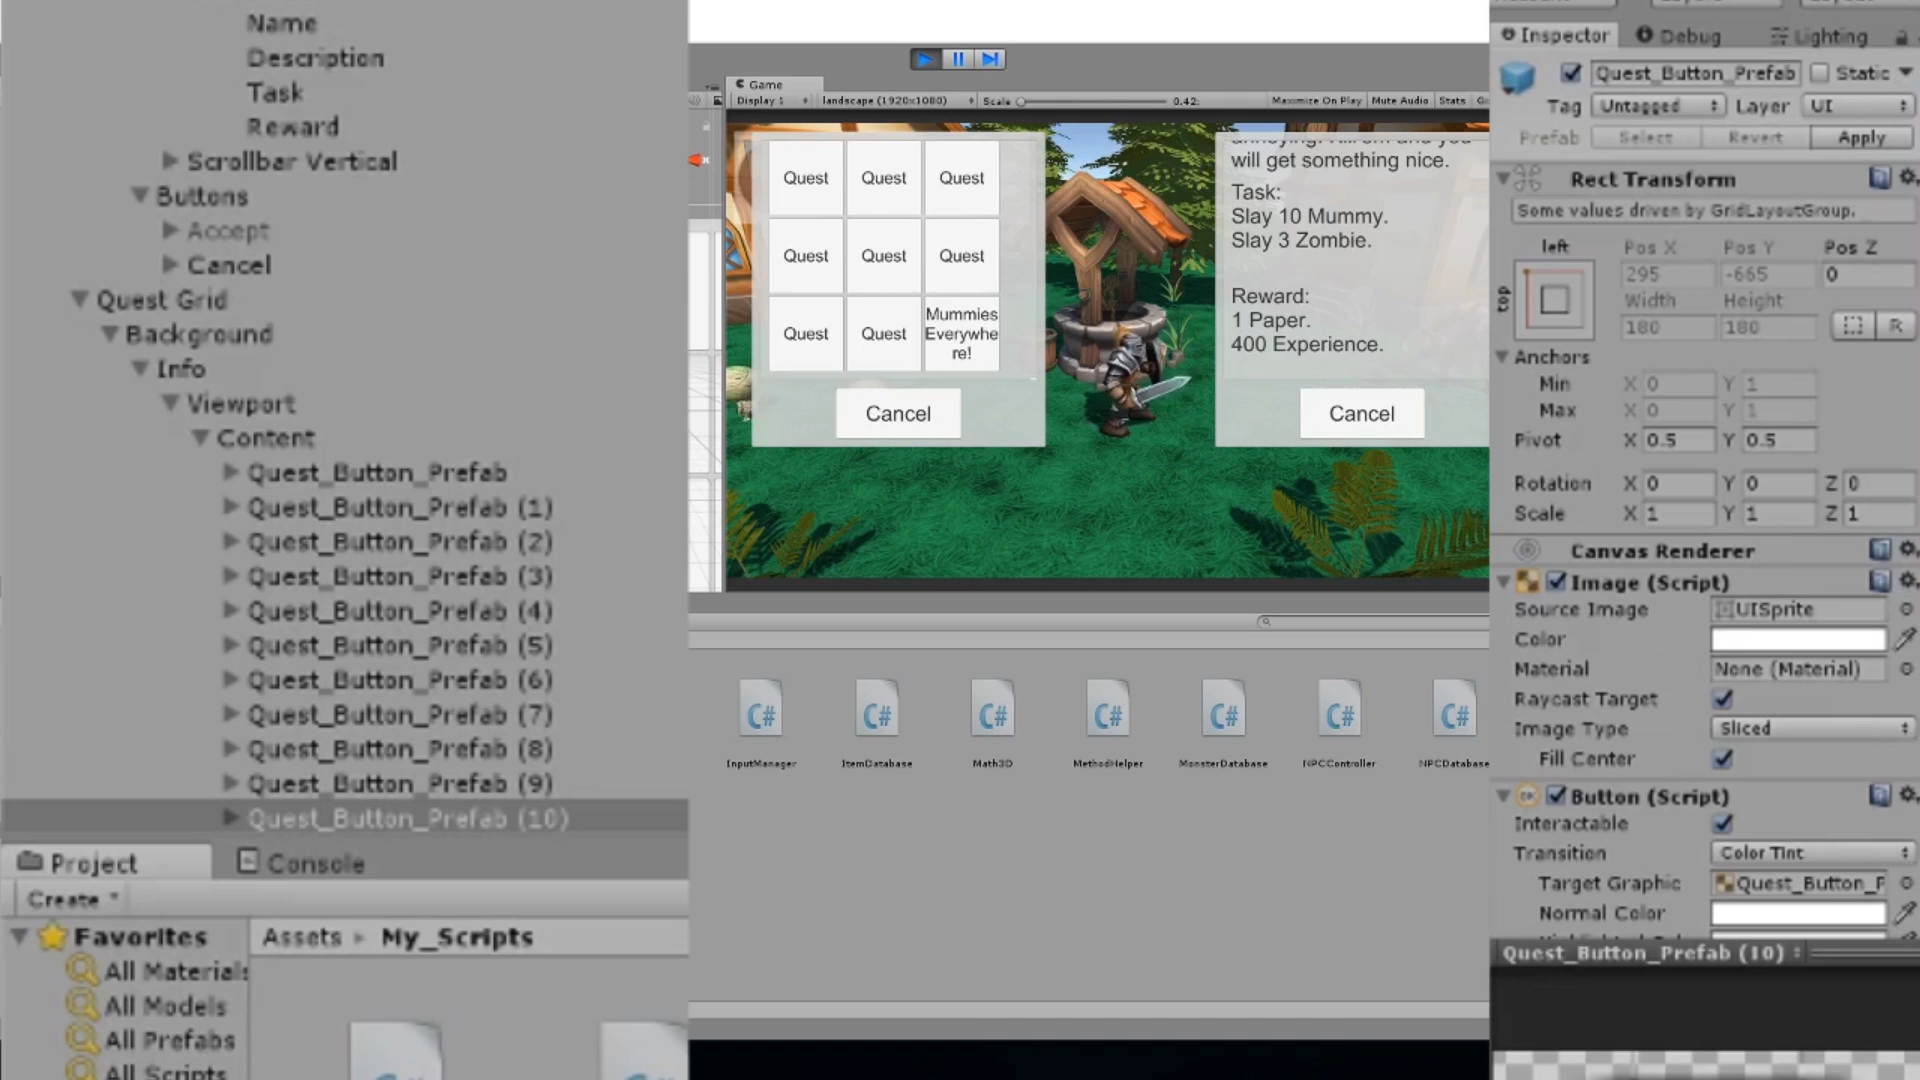 Name
Description
Task
Reward
Scrollbar Vertical
Buttons
Accept
Cancel
Quest Grid
Background
Info
Viewport
Content
Quest_Button_Prefab
Quest_Button_Prefab (1)
Quest_Button_Prefab (2)
Quest_Button_Prefab (3)
Quest_Button_Prefab (4)
Quest_Button_Prefab (5)
Quest_Button_Prefab (6)
Quest_Button_Prefab (7)
Quest_Button_Prefab (8)
Quest_Button_Prefab (9)
Quest_Button_Prefab (10)
Project
Console
Create
Favorites
All Materials
All Models
All Prefabs
All Scripts
Assets
My_Scripts
Game
Display 1
landscape (1920x1080)
Scale
0.42
Maximize On Play
Mute Audio
Stats
Quest Quest Quest
Quest Quest Quest
Quest Quest Mummies
Everywhe
re!
Cancel
annoying. Kill em and you
will get something nice.
Task:
Slay 10 Mummy.
Slay 3 Zombie.
Reward:
1 Paper.
400 Experience.
Cancel
C# C# C# C# C# C# C#
InputManager
ItemDatabase
Math3D
MethodHelper
MonsterDatabase
NPCController
NPCDatabase
Inspector
Debug
Lighting
Quest_Button_Prefab
Static
Tag Untagged Layer UI
Prefab Select Revert Apply
Rect Transform
Some values driven by GridLayoutGroup.
left
Pos X Pos Y Pos Z
top
295 -665 0
Width Height
180 180
R
Anchors
Min X 0 Y 1
Max X 0 Y 1
Pivot X 0.5 Y 0.5
Rotation X 0 Y 0 Z 0
Scale X 1 Y 1 Z 1
Canvas Renderer
Image (Script)
Source Image UISprite
Color
Material None (Material)
Raycast Target
Image Type Sliced
Fill Center
Button (Script)
OK
Interactable
Transition Color Tint
Target Graphic Quest_Button_P
Normal Color
Quest_Button_Prefab (10)